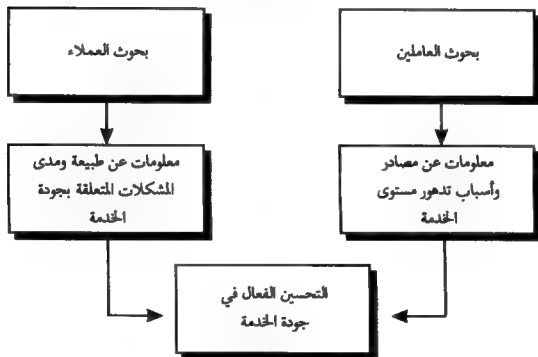 بحوث العاملين
بحوث العملاء
معلومات عن مصادر
وأسباب تدهور مستوى
الخدمة
معلومات عن طبيعة ومدى
المشكلات المتعلقة بجودة
الخدمة
التحسين الفعال في
جودة الخدمة